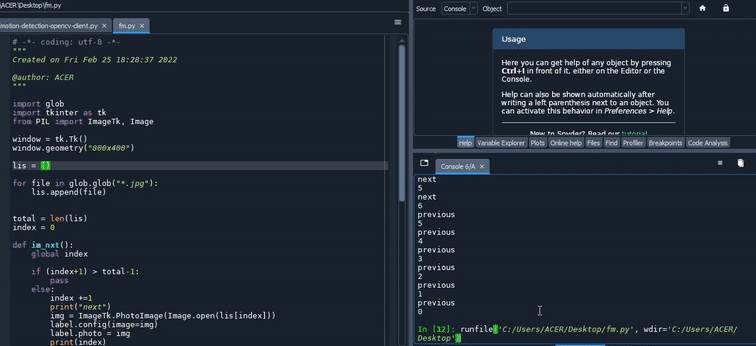 \ACER\Desktop\fm.py
motion-detection-opencv-client.py
fm.py
# -*- coding: utf-8 -*-
"""
Created on Fri Feb 25 18:28:37 2022

@author: ACER
"""

import glob
import tkinter as tk
from PIL import ImageTk, Image

window = tk.Tk()
window.geometry("800x400")

lis = []

for file in glob.glob("*.jpg"):
    lis.append(file)

total = len(lis)
index = 0

def im_nxt():
    global index

    if (index+1) > total-1:
        pass
    else:
        index +=1
        print("next")
        img = ImageTk.PhotoImage(Image.open(lis[index]))
        label.config(image=img)
        label.photo = img
        print(index)
Source Console Object
Usage
Here you can get help of any object by pressing
Ctrl+I in front of it, either on the Editor or the
Console.
Help can also be shown automatically after
writing a left parenthesis next to an object. You
can activate this behavior in Preferences > Help.
New to Spyder? Read our tutorial
Help Variable Explorer Plots Online help Files Find Profiler Breakpoints Code Analysis
Console 6/A
next
5
next
6
previous
5
previous
4
previous
3
previous
2
previous
1
previous
0
In [12]: runfile('C:/Users/ACER/Desktop/fm.py', wdir='C:/Users/ACER/
Desktop')